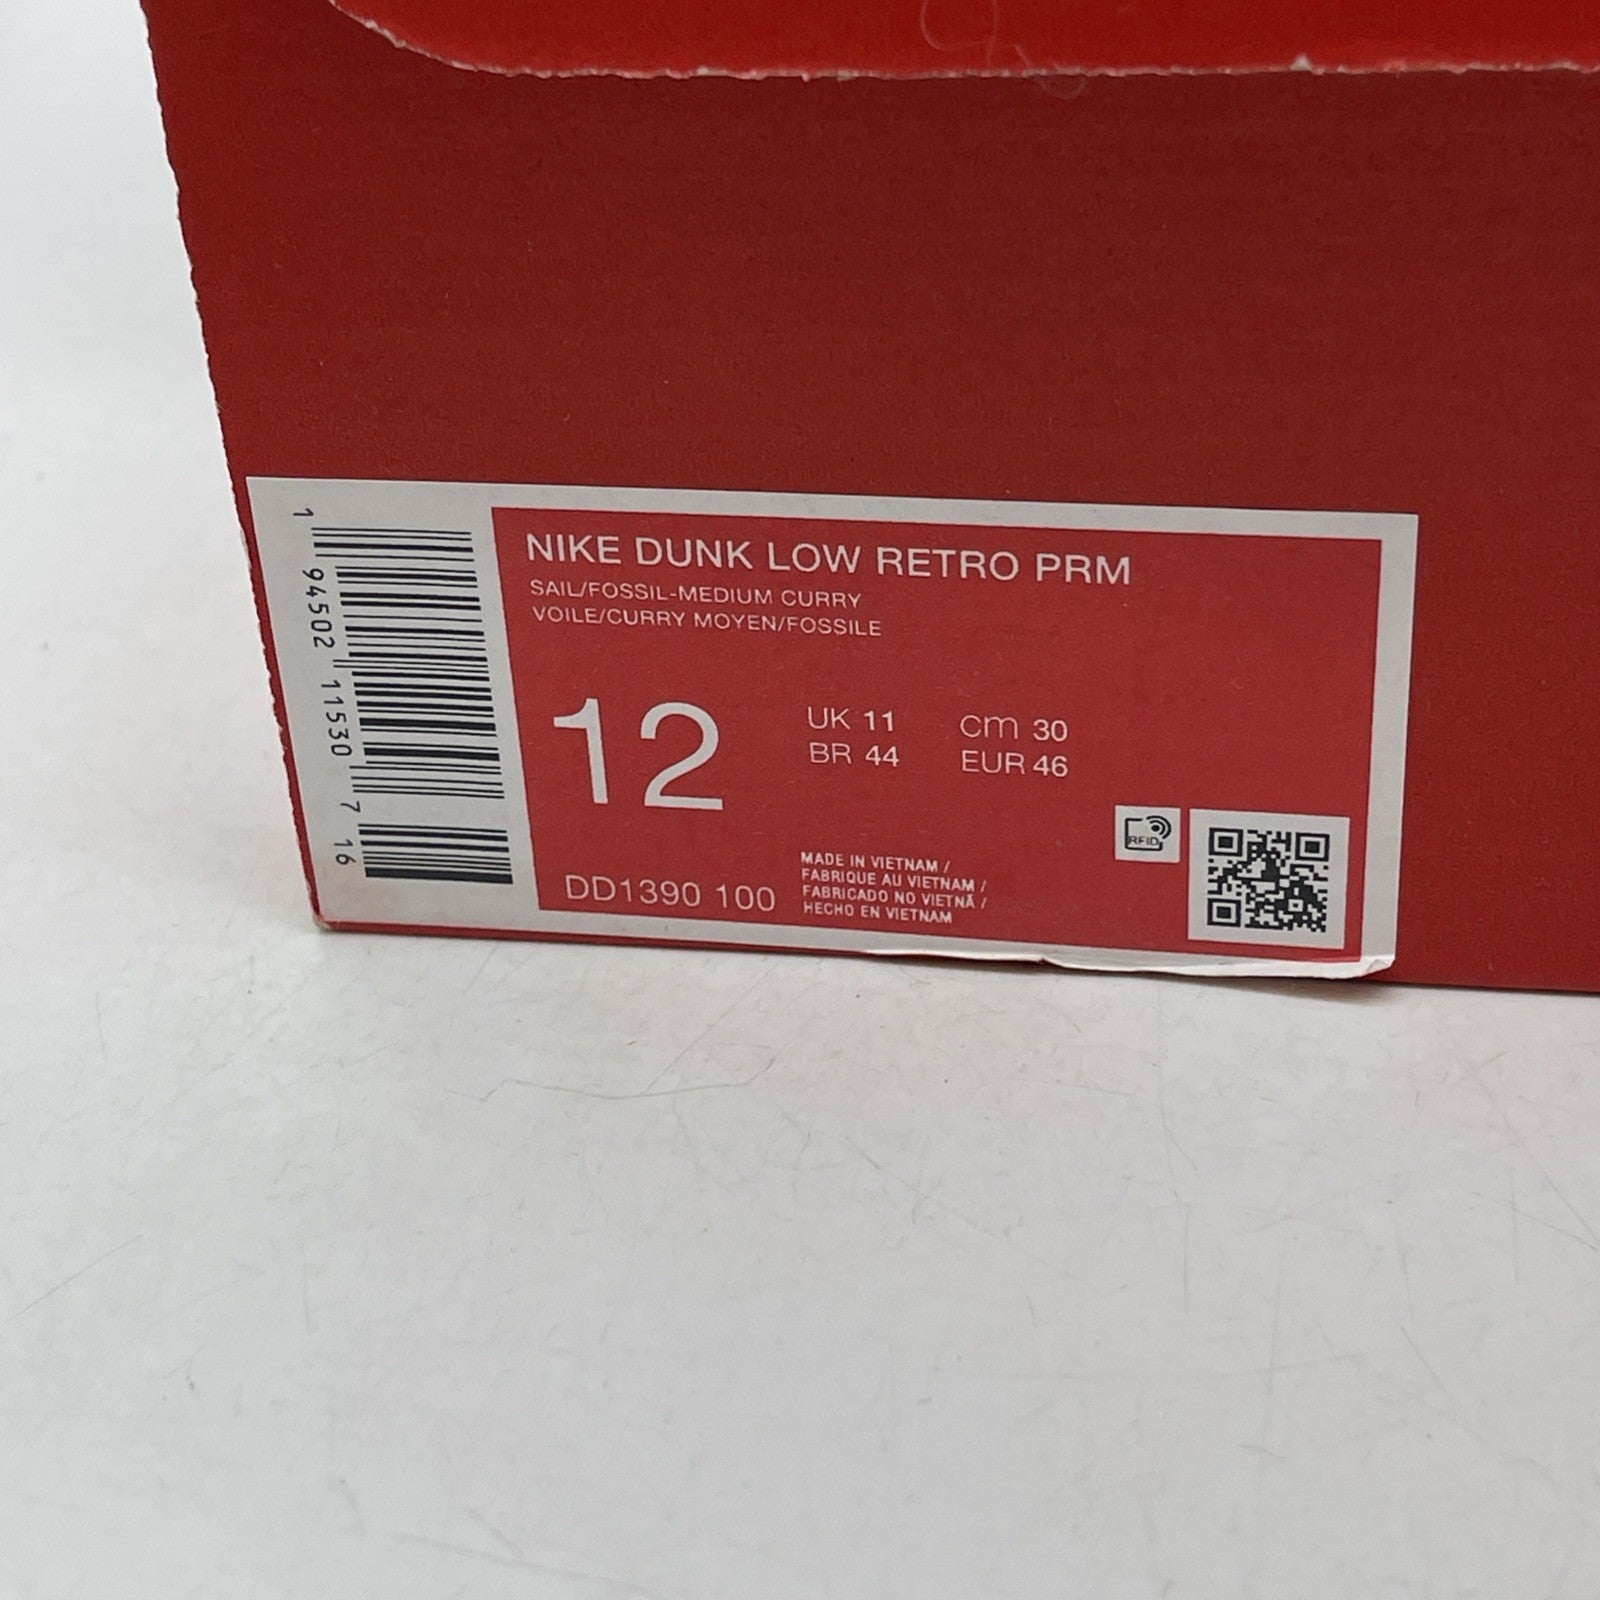 NIKE DUNK LOW RETRO PRM
SAIL/FOSSIL-MEDIUM CURRY
VOILE/CURRY MOYEN/FOSSILE
12
UK 11
cm 30
BR 44
EUR 46
RFID
DD1390 100
MADE IN VIETNAM /
FABRIQUE AU VIETNAM /
FABRICADO NO VIETNÃ /
HECHO EN VIETNAM
1 94502 11530 7 16